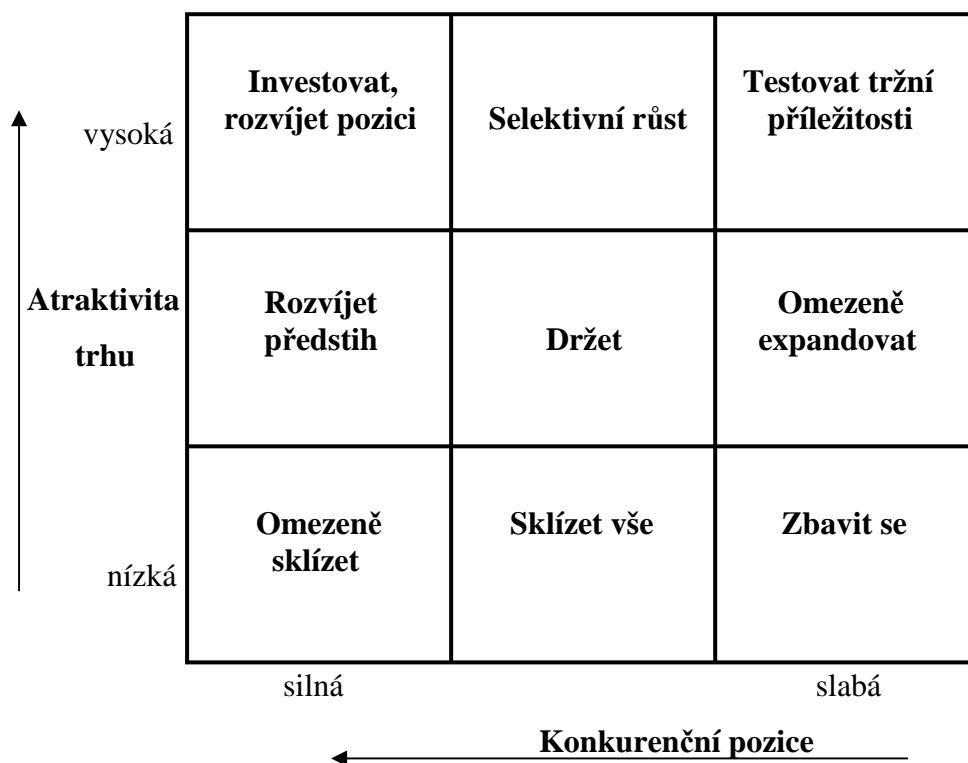 Investovat,
rozvíjet pozici
Selektivní růst
Testovat tržní
příležitosti
vysoká
Atraktivita
trhu
Rozvíjet
předstih
Držet
Omezeně
expandovat
Omezeně
sklízet
Sklízet vše
Zbavit se
nízká
silná
slabá
Konkurenční pozice